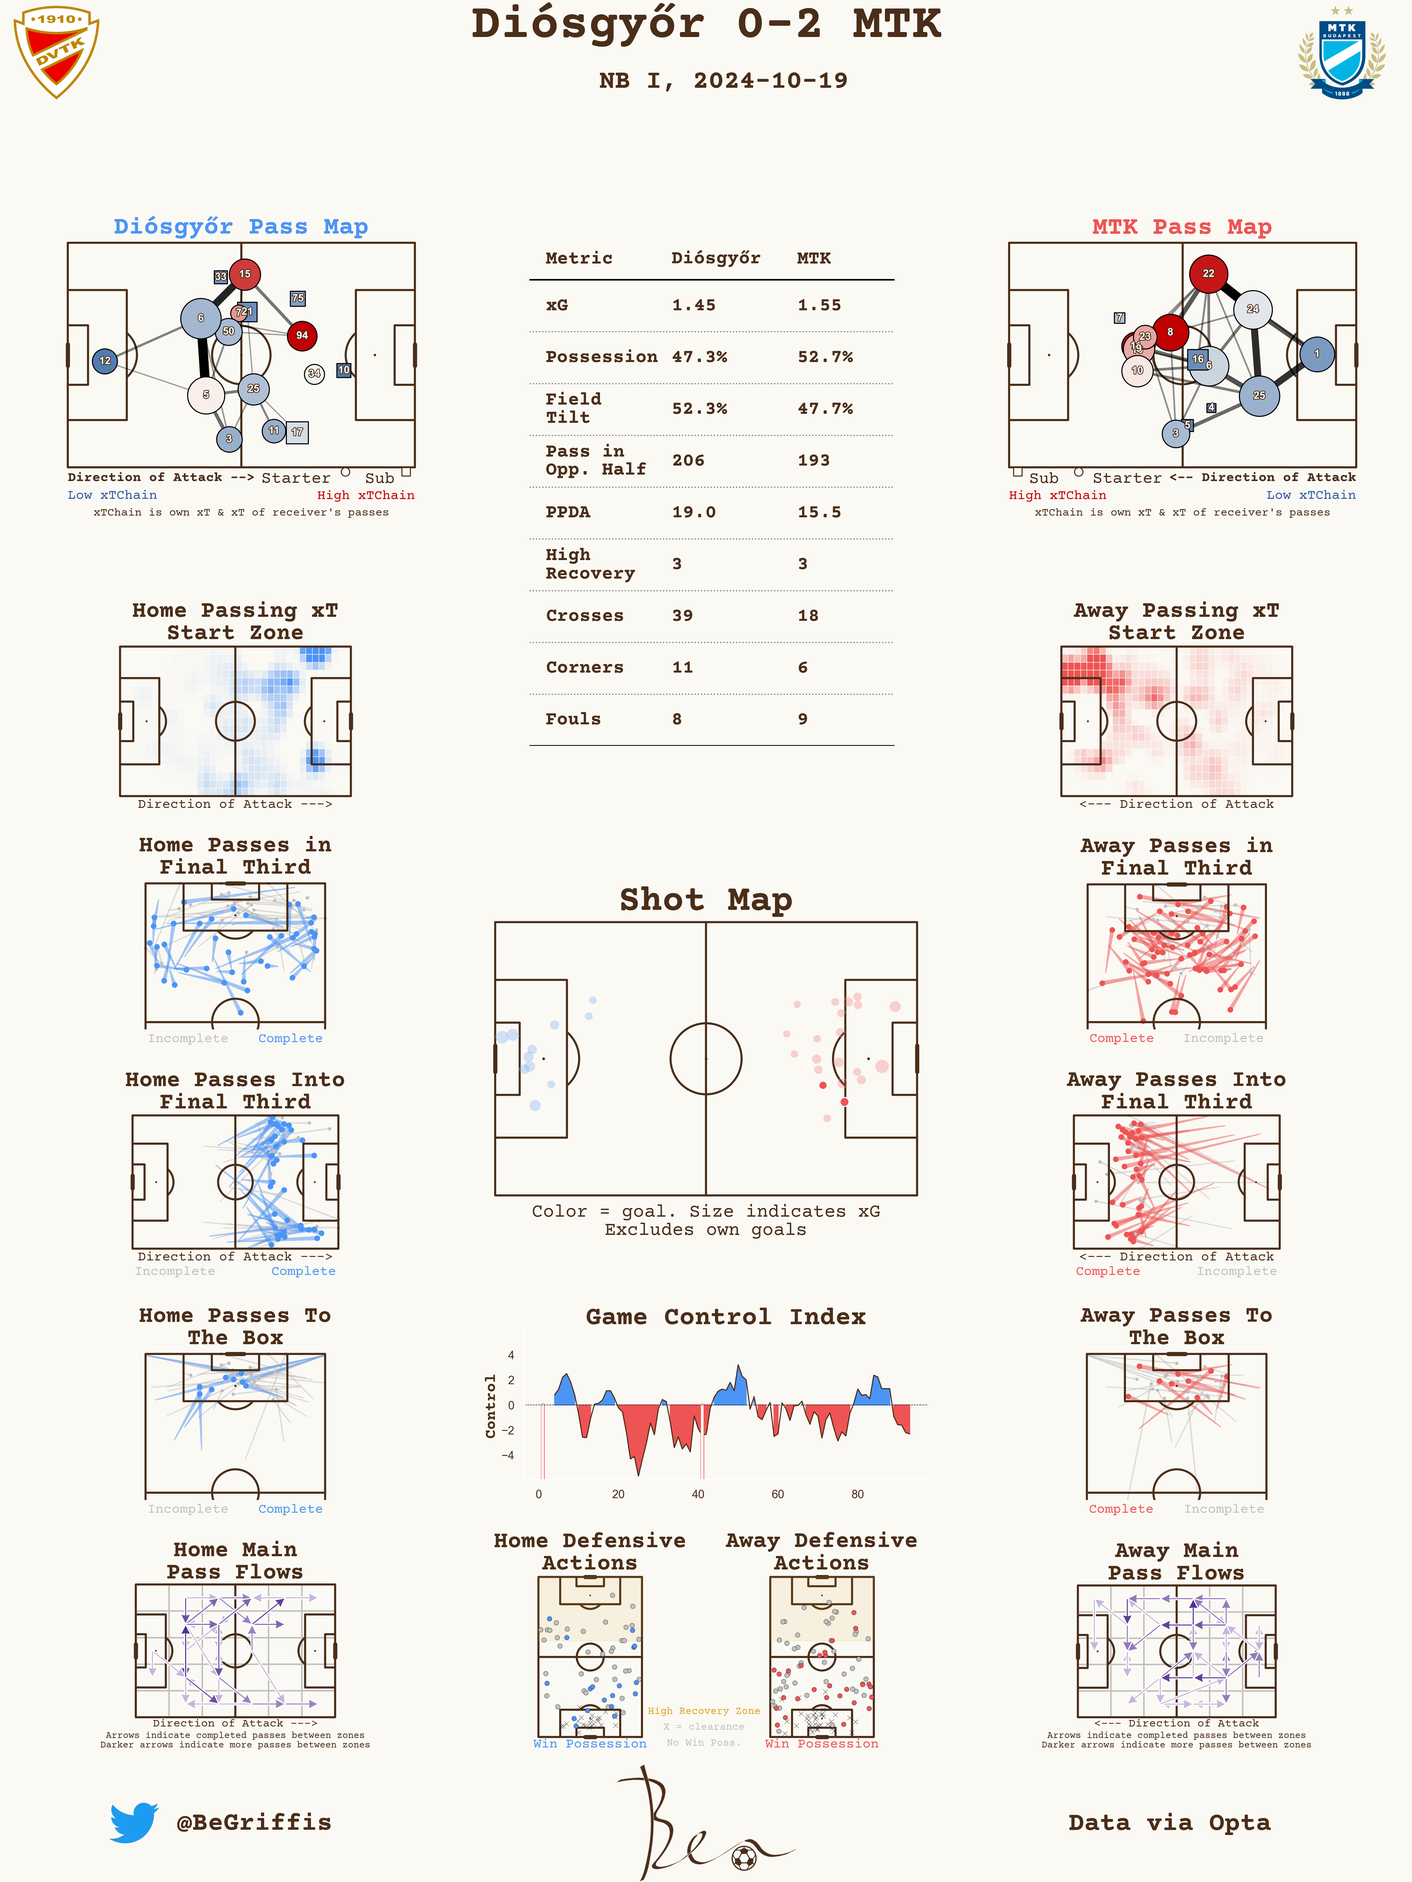 Diósgyőr 0-2 MTK
NB I, 2024-10-19
1910
DVTK
MTK
BUDAPEST
1888
Diósgyőr Pass Map
33
15
75
6
7
21
50
94
12
34
10
5
25
3
11
17
Direction of Attack --> Starter Sub
Low xTChain High xTChain
xTChain is own xT & xT of receiver's passes
Metric Diósgyőr MTK
xG 1.45 1.55
Possession 47.3% 52.7%
Field
Tilt 52.3% 47.7%
Pass in
Opp. Half 206 193
PPDA 19.0 15.5
High
Recovery 3 3
Crosses 39 18
Corners 11 6
Fouls 8 9
MTK Pass Map
22
24
7
8
23
1
16
6
10
25
4
5
3
Sub Starter <-- Direction of Attack
High xTChain Low xTChain
xTChain is own xT & xT of receiver's passes
Home Passing xT
Start Zone
Direction of Attack --->
Away Passing xT
Start Zone
<--- Direction of Attack
Home Passes in
Final Third
Incomplete Complete
Away Passes in
Final Third
Complete Incomplete
Shot Map
Color = goal. Size indicates xG
Excludes own goals
Home Passes Into
Final Third
Direction of Attack --->
Incomplete Complete
Away Passes Into
Final Third
<--- Direction of Attack
Complete Incomplete
Home Passes To
The Box
Incomplete Complete
Game Control Index
Control
4
2
0
−2
−4
0 20 40 60 80
Away Passes To
The Box
Complete Incomplete
Home Main
Pass Flows
Direction of Attack --->
Arrows indicate completed passes between zones
Darker arrows indicate more passes between zones
Home Defensive
Actions
Win Possession
High Recovery Zone
X = clearance
No Win Poss.
Away Defensive
Actions
Win Possession
Away Main
Pass Flows
<--- Direction of Attack
Arrows indicate completed passes between zones
Darker arrows indicate more passes between zones
@BeGriffis
Ben
Data via Opta